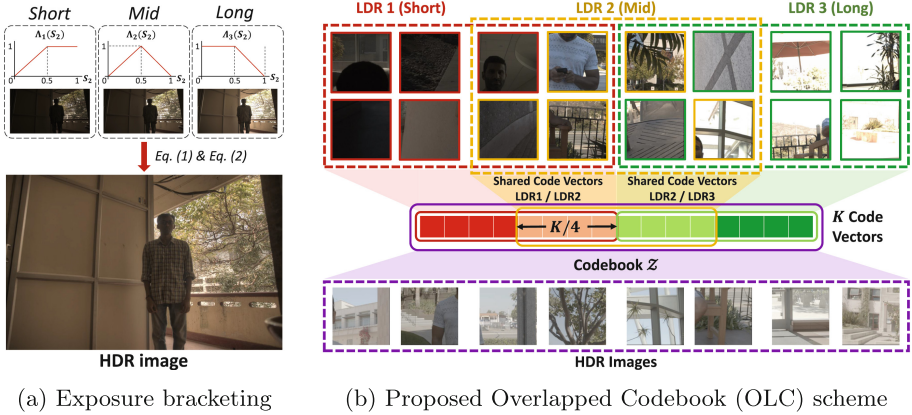 Short Mid Long
Λ₁(S₂) Λ₂(S₂) Λ₃(S₂)
1 1 1
0 0.5 1 S₂ 0 0.5 1 S₂ 0 0.5 1 S₂
Eq. (1) & Eq. (2)
HDR image
(a) Exposure bracketing
LDR 1 (Short) LDR 2 (Mid) LDR 3 (Long)
Shared Code Vectors Shared Code Vectors
LDR1 / LDR2 LDR2 / LDR3
K/4
K Code
Vectors
Codebook 𝒵
HDR Images
(b) Proposed Overlapped Codebook (OLC) scheme